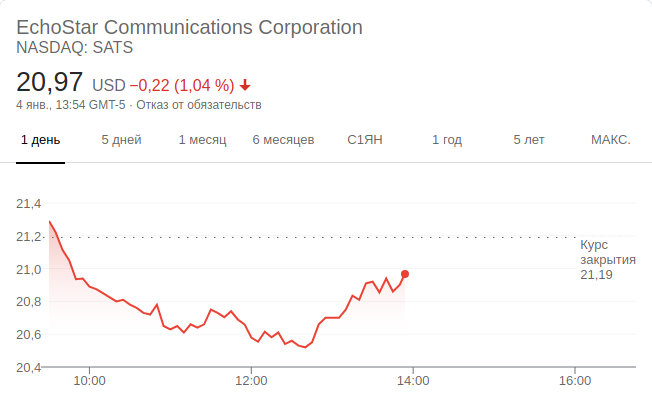 EchoStar Communications Corporation
NASDAQ: SATS
20,97 USD −0,22 (1,04 %)
4 янв., 13:54 GMT-5 · Отказ от обязательств
1 день 5 дней 1 месяц 6 месяцев С1ЯН 1 год 5 лет МАКС.
21,4
21,2
21,0
20,8
20,6
20,4
Курс
закрытия
21,19
10:00 12:00 14:00 16:00